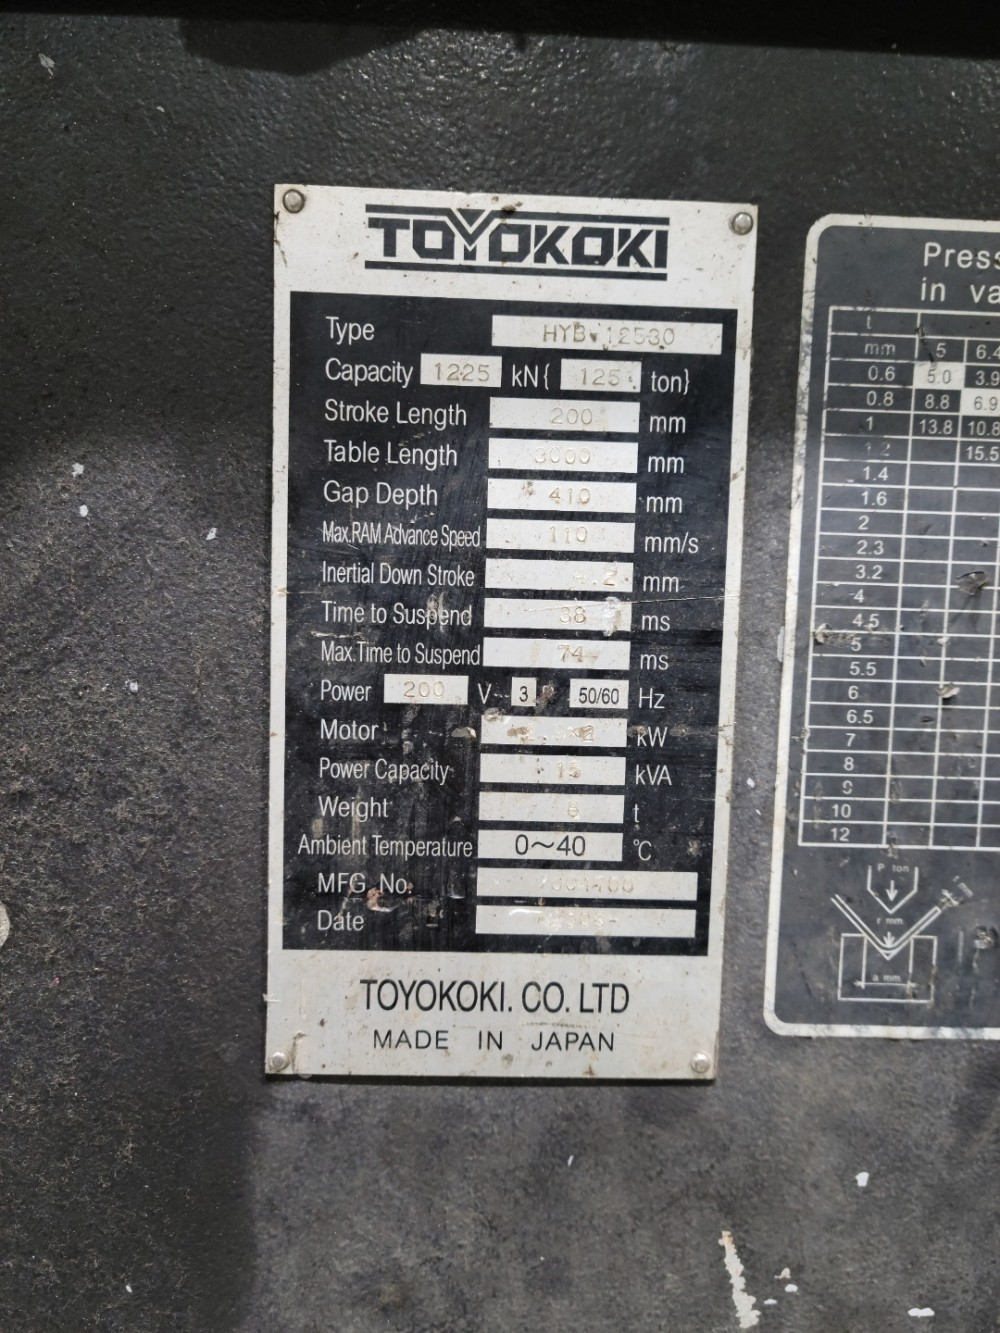 TOYOKOKI
Type HYB 12530
Capacity 1225 kN{ 125 ton}
Stroke Length 200 mm
Table Length 3000 mm
Gap Depth 410 mm
Max.RAM Advance Speed 110 mm/s
Inertial Down Stroke mm
Time to Suspend 38 ms
Max.Time to Suspend 74 ms
Power 200 V 3 50/60 Hz
Motor kW
Power Capacity 15 kVA
Weight 8 t
Ambient Temperature 0~40 °C
MFG No.
Date
TOYOKOKI. CO. LTD
MADE IN JAPAN
Press
in va
t
mm 5 6.4
0.6 5.0 3.9
0.8 8.8 6.9
1 13.8 10.8
15.5
1.4
1.6
2
2.3
3.2
4
4.5
5
5.5
6
6.5
7
8
9
10
12
P ton
r mm
a mm